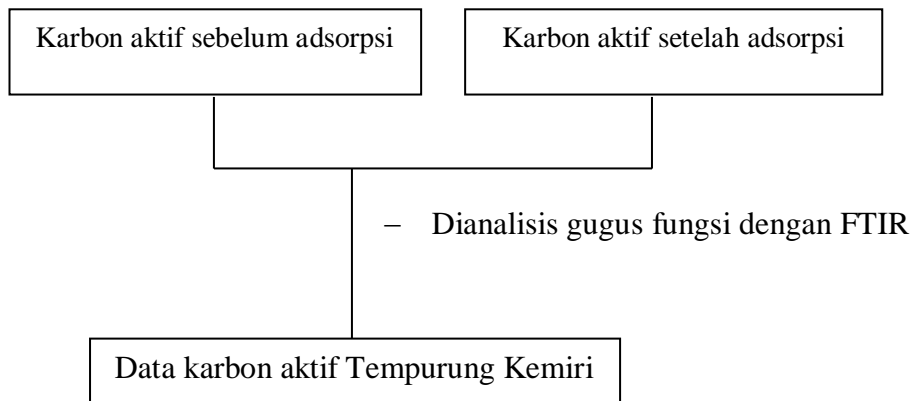 Karbon aktif sebelum adsorpsi
Karbon aktif setelah adsorpsi
– Dianalisis gugus fungsi dengan FTIR
Data karbon aktif Tempurung Kemiri